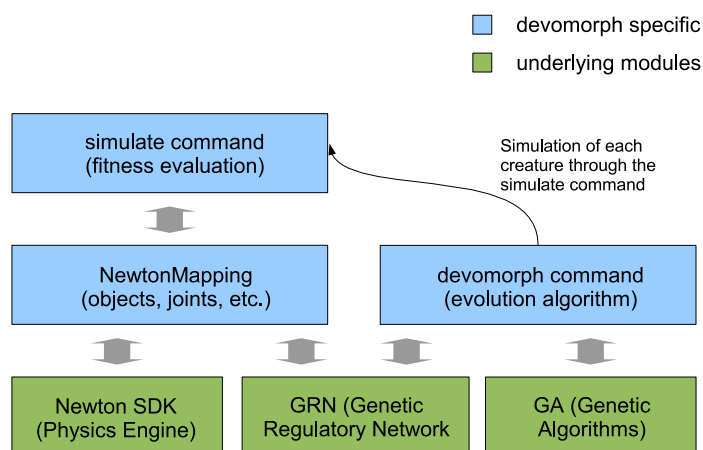 devomorph specific
underlying modules
simulate command
(fitness evaluation)
Simulation of each
creature through the
simulate command
NewtonMapping
(objects, joints, etc.)
devomorph command
(evolution algorithm)
Newton SDK
(Physics Engine)
GRN (Genetic
Regulatory Network
GA (Genetic
Algorithms)